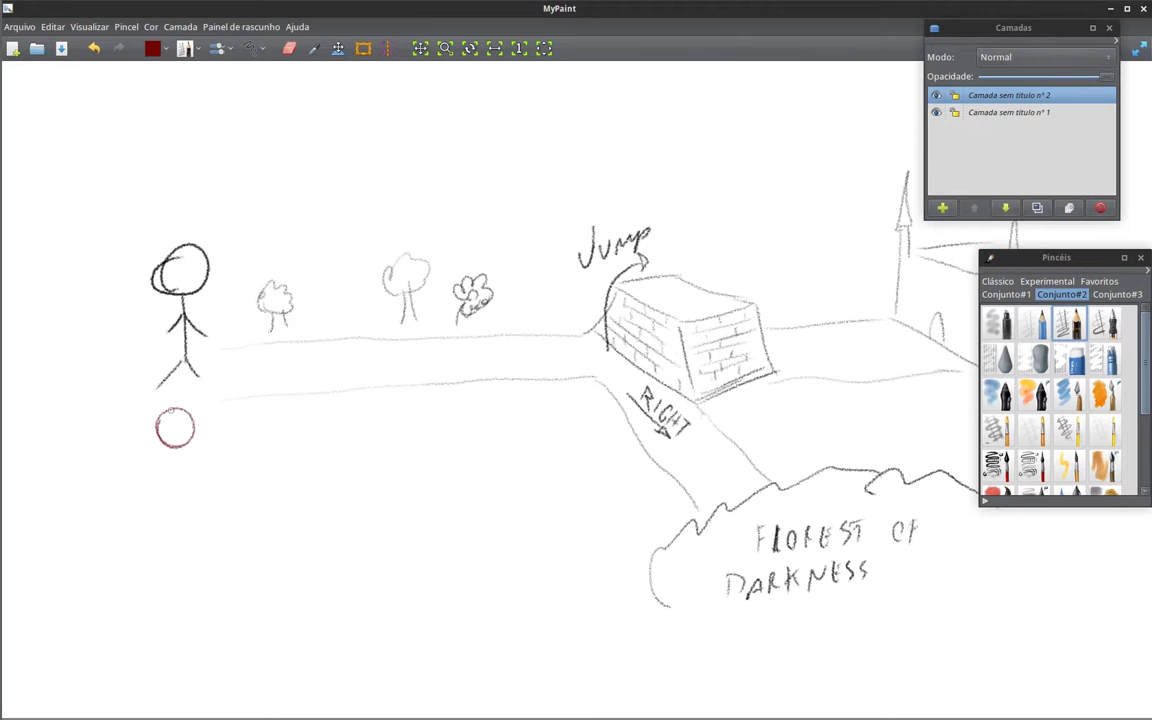 MyPaint
Arquivo Editar Visualizar Pincel Cor Camada Painel de rascunho Ajuda
Camadas
Modo: Normal
Opacidade:
Camada sem título nº 2
Camada sem título nº 1
Pincéis
Clássico Experimental Favoritos
Conjunto#1 Conjunto#2 Conjunto#3
JUMP
RIGHT
FlOREST OF
DARKNESS